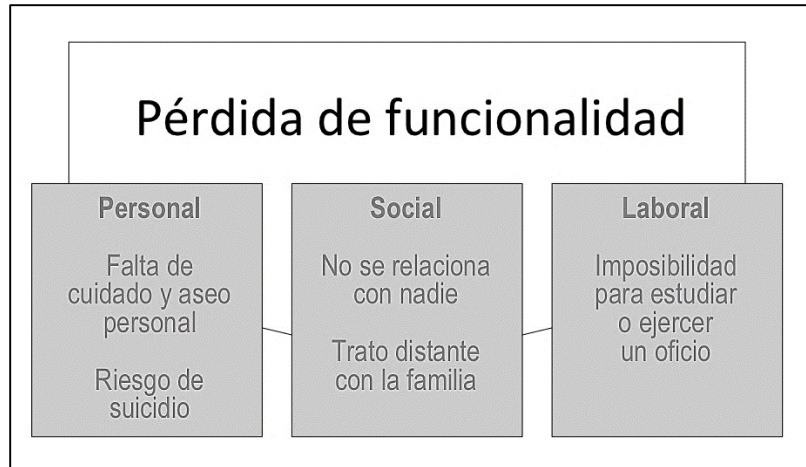 Pérdida de funcionalidad
Personal
Falta de
cuidado y aseo
personal
Riesgo de
suicidio
Social
No se relaciona
con nadie
Trato distante
con la familia
Laboral
Imposibilidad
para estudiar
o ejercer
un oficio